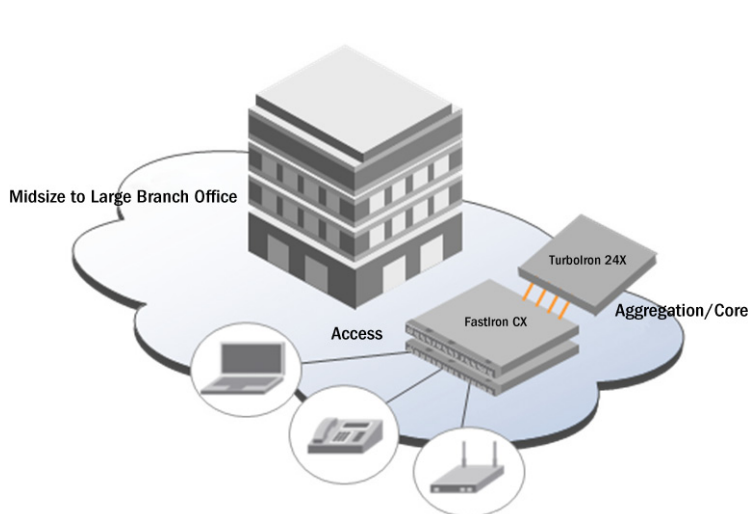 Midsize to Large Branch Office
TurboIron 24X
Aggregation/Core
FastIron CX
Access